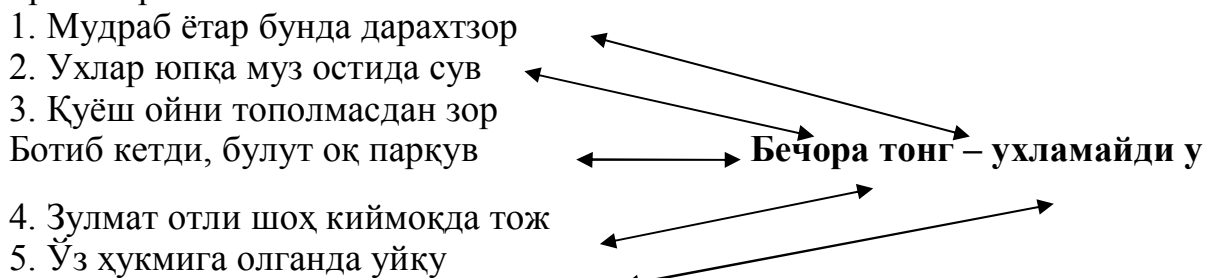 1. Мудраб ётар бунда дарахтзор
2. Ухлар юпқа муз остида сув
3. Қуёш ойни тополмасдан зор
Ботиб кетди, булут оқ парқув
Бечора тонг – ухламайди у
4. Зулмат отли шоҳ киймоқда тож
5. Ўз ҳукмига олганда уйқу